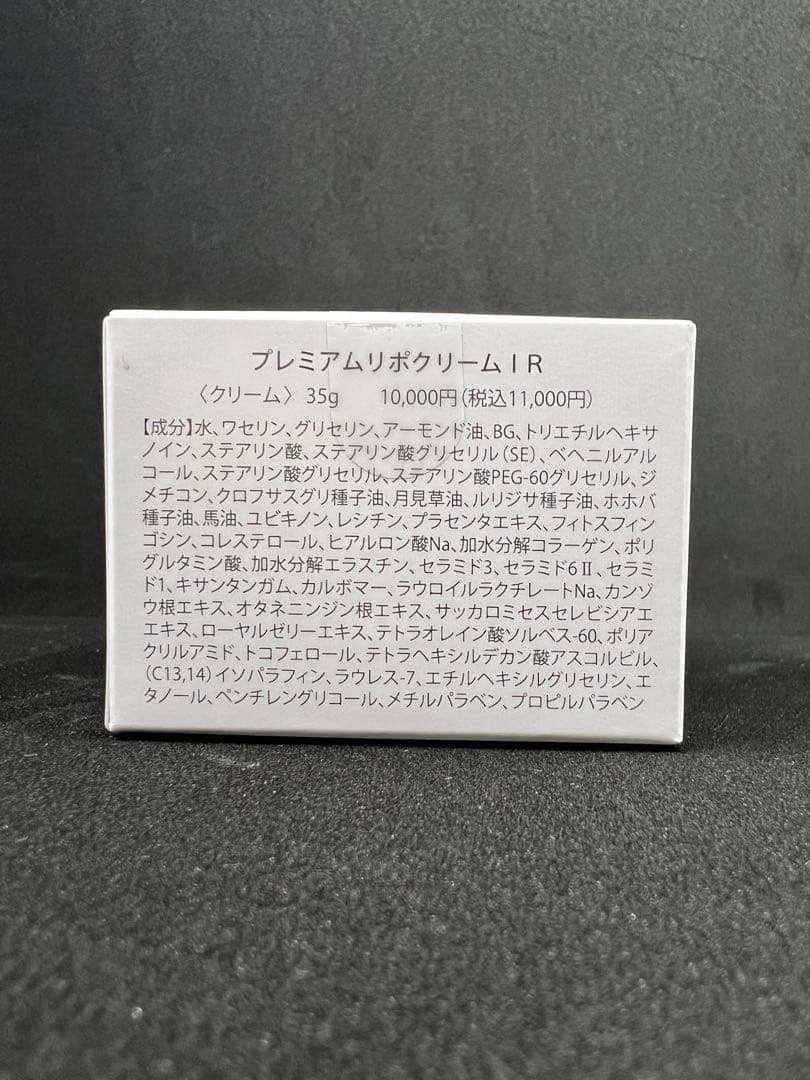 プレミアムリポクリームIR
〈クリーム〉 35g 10,000円(税込11,000円)
【成分】水、ワセリン、グリセリン、アーモンド油、BG、トリエチルヘキサ
ノイン、ステアリン酸、ステアリン酸グリセリル(SE)、ベヘニルアル
コール、ステアリン酸グリセリル、ステアリン酸PEG-60グリセリル、ジ
メチコン、クロフサスグリ種子油、月見草油、ルリジサ種子油、ホホバ
種子油、馬油、ユビキノン、レシチン、プラセンタエキス、フィトスフィン
ゴシン、コレステロール、ヒアルロン酸Na、加水分解コラーゲン、ポリ
グルタミン酸、加水分解エラスチン、セラミド3、セラミド6Ⅱ、セラミ
ド1、キサンタンガム、カルボマー、ラウロイルラクチレートNa、カンゾ
ウ根エキス、オタネニンジン根エキス、サッカロミセスセレビシアエ
エキス、ローヤルゼリーエキス、テトラオレイン酸ソルベス-60、ポリア
クリルアミド、トコフェロール、テトラヘキシルデカン酸アスコルビル、
(C13,14)イソパラフィン、ラウレス-7、エチルヘキシルグリセリン、エ
タノール、ペンチレングリコール、メチルパラベン、プロピルパラベン